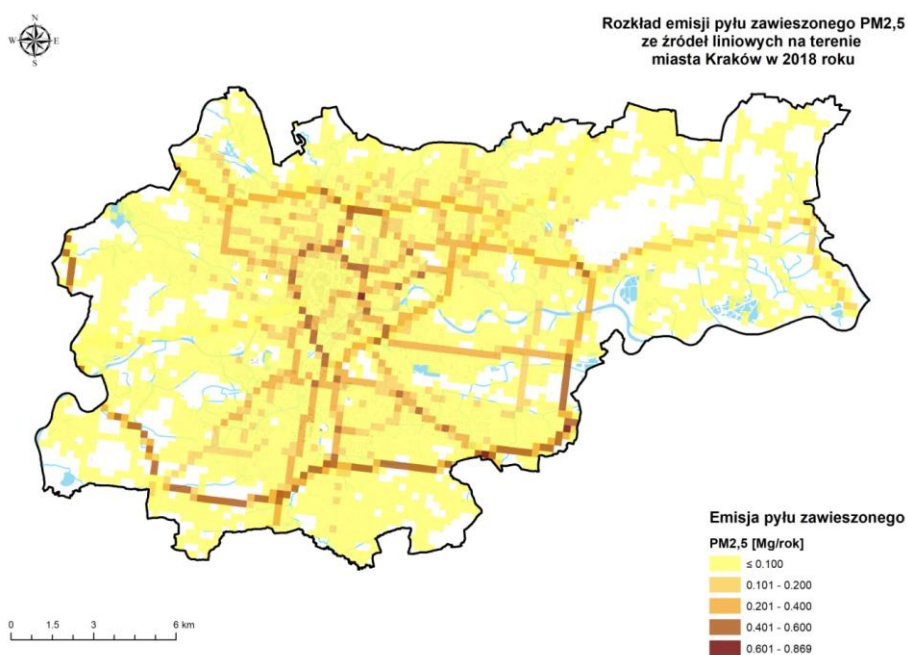 N
W E
S
Rozkład emisji pyłu zawieszonego PM2,5
ze źródeł liniowych na terenie
miasta Kraków w 2018 roku
Emisja pyłu zawieszonego
PM2,5 [Mg/rok]
≤ 0.100
0.101 - 0.200
0.201 - 0.400
0.401 - 0.600
0.601 - 0.869
0 1.5 3 6 km